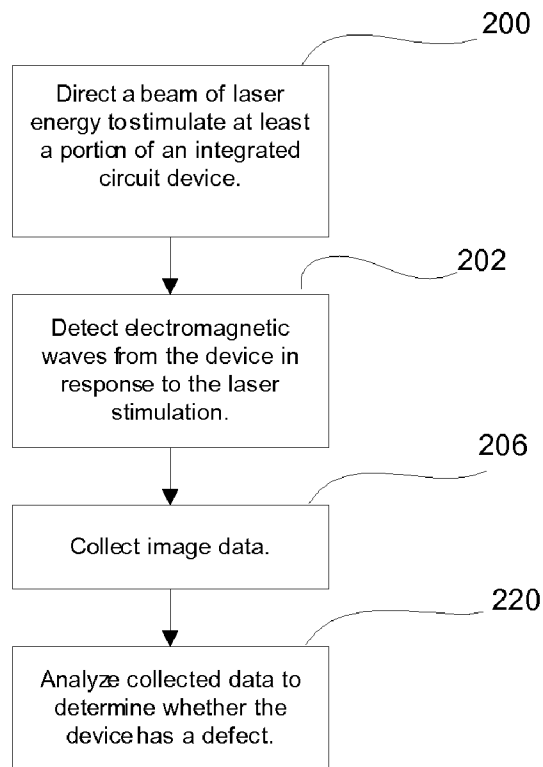 200
Direct a beam of laser
energy to stimulate at least
a portion of an integrated
circuit device.
202
Detect electromagnetic
waves from the device in
response to the laser
stimulation.
206
Collect image data.
220
Analyze collected data to
determine whether the
device has a defect.